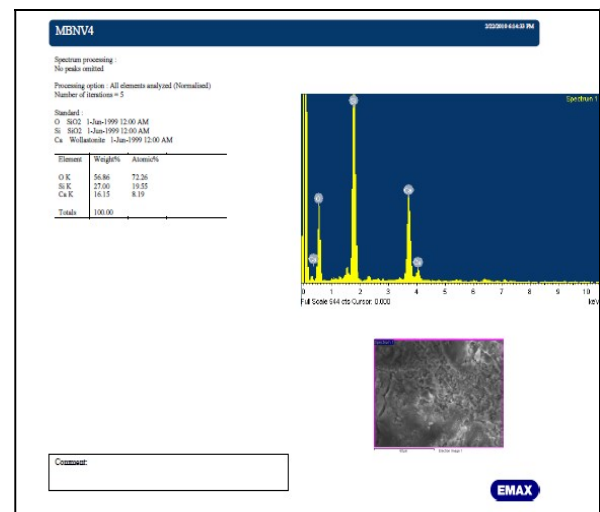 MBNV4
Spectrum processing :
No peaks omitted
Processing option : All elements analyzed (Normalised)
Number of iterations = 5
Standard :
O SiO2 1-Jun-1999 12:00 AM
Si SiO2 1-Jun-1999 12:00 AM
Ca Wollastonite 1-Jun-1999 12:00 AM
Element Weight% Atomic%
O K 56.86 72.26
Si K 27.00 19.55
Ca K 16.15 8.19
Totals 100.00
Spectrum 1
0 1 2 3 4 5 6 7 8 9 10
Full Scale 944 cts Cursor: 0.000 keV
Comment:
EMAX